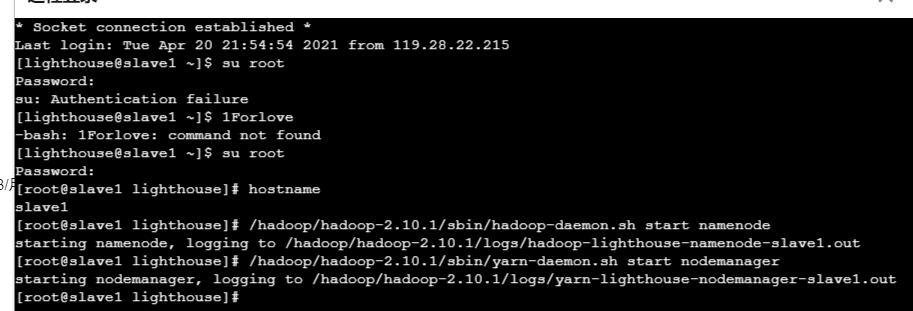 * Socket connection established *
Last login: Tue Apr 20 21:54:54 2021 from 119.28.22.215
[lighthouse@slave1 ~]$ su root
Password:
su: Authentication failure
[lighthouse@slave1 ~]$ 1Forlove
-bash: 1Forlove: command not found
[lighthouse@slave1 ~]$ su root
Password:
[root@slave1 lighthouse]# hostname
slave1
[root@slave1 lighthouse]# /hadoop/hadoop-2.10.1/sbin/hadoop-daemon.sh start namenode
starting namenode, logging to /hadoop/hadoop-2.10.1/logs/hadoop-lighthouse-namenode-slave1.out
[root@slave1 lighthouse]# /hadoop/hadoop-2.10.1/sbin/yarn-daemon.sh start nodemanager
starting nodemanager, logging to /hadoop/hadoop-2.10.1/logs/yarn-lighthouse-nodemanager-slave1.out
[root@slave1 lighthouse]#